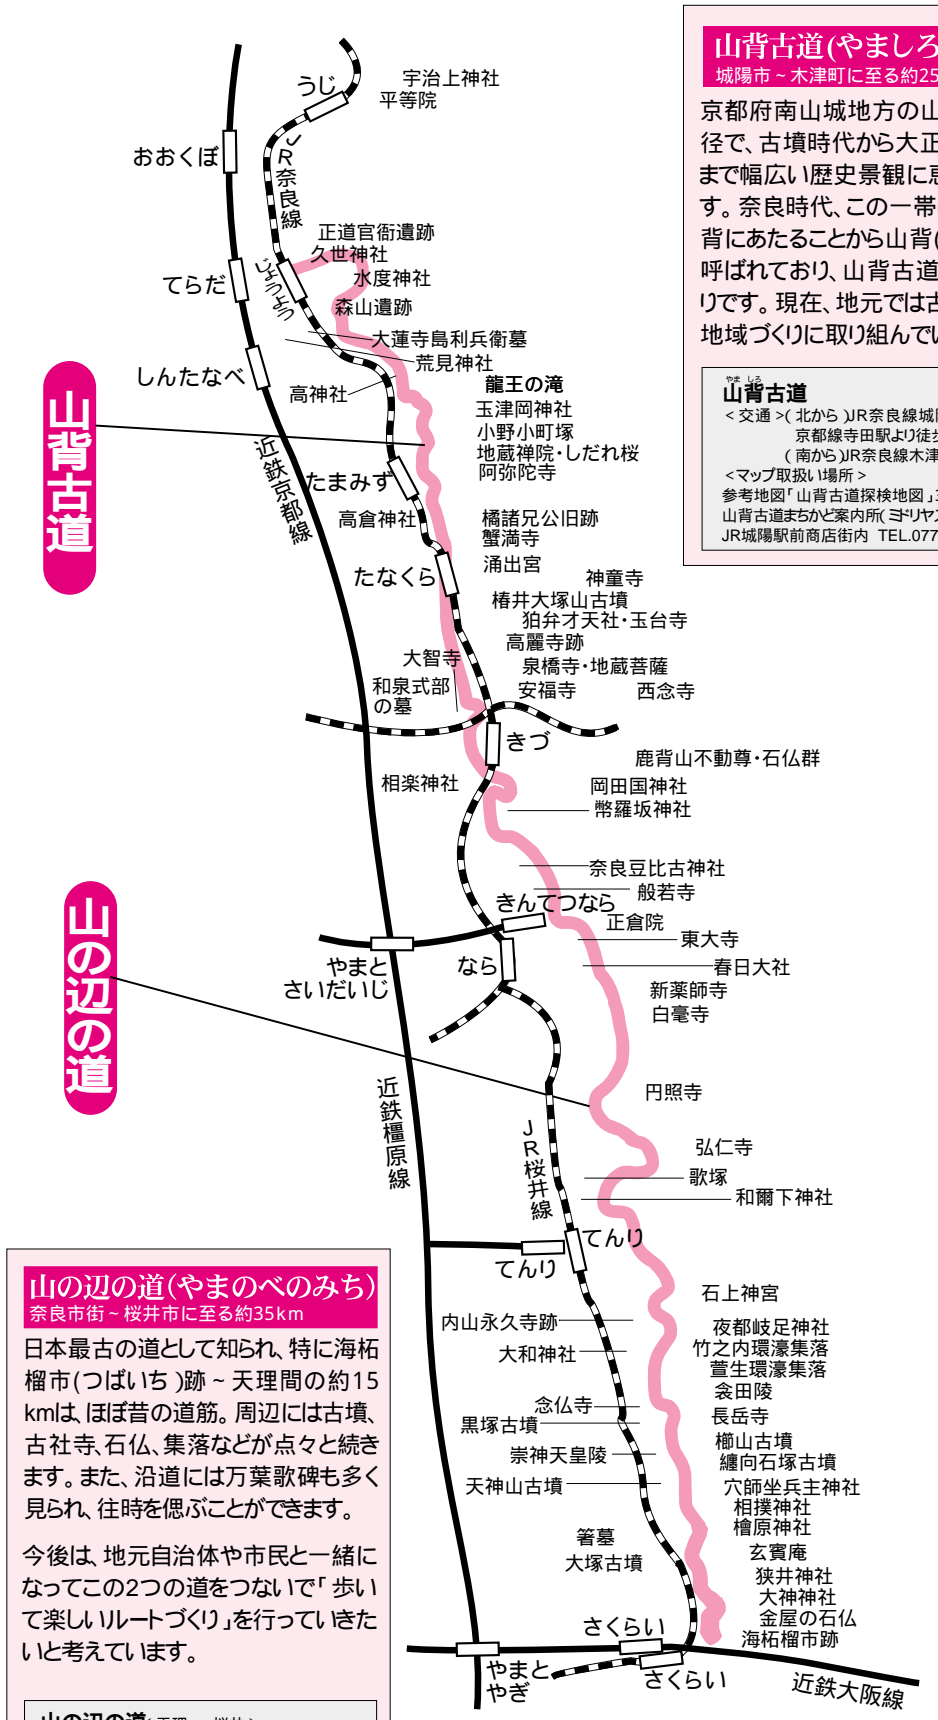 山背古道(やましろ
城陽市～木津町に至る約25
京都府南山城地方の山
径で、古墳時代から大正
まで幅広い歴史景観に恵
す。奈良時代、この一帯
背にあたることから山背(
呼ばれており、山背古道
りです。現在、地元では古
地域づくりに取り組んでい
やま しろ
山背古道
<交通>(北から)JR奈良線城陽
京都線寺田駅より徒歩
(南から)JR奈良線木津
<マップ取扱い場所>
参考地図「山背古道探検地図」
山背古道まちかど案内所(ミドリヤ
JR城陽駅前商店街内 TEL.077
うじ
宇治上神社
平等院
おおくぼ
JR奈良線
正道官衙遺跡
久世神社
じょうよう
水度神社
てらだ
森山遺跡
大蓮寺島利兵衛墓
荒見神社
しんたなべ
高神社
龍王の滝
玉津岡神社
小野小町塚
地蔵禅院・しだれ桜
阿弥陀寺
山背古道
近鉄京都線
たまみず
高倉神社
橘諸兄公旧跡
蟹満寺
涌出宮
たなくら
神童寺
椿井大塚山古墳
狛弁才天社・玉台寺
高麗寺跡
大智寺
泉橋寺・地蔵菩薩
和泉式部
の墓
安福寺
西念寺
きづ
鹿背山不動尊・石仏群
相楽神社
岡田国神社
幣羅坂神社
奈良豆比古神社
般若寺
きんてつなら
正倉院
東大寺
やまと
さいだいじ
なら
春日大社
新薬師寺
白毫寺
山の辺の道
近鉄橿原線
円照寺
JR桜井線
弘仁寺
歌塚
和爾下神社
てんり
てんり
石上神宮
内山永久寺跡
夜都岐足神社
大和神社
竹之内環濠集落
萱生環濠集落
衾田陵
念仏寺
長岳寺
黒塚古墳
櫛山古墳
崇神天皇陵
纏向石塚古墳
天神山古墳
穴師坐兵主神社
相撲神社
檜原神社
箸墓
玄賓庵
大塚古墳
狭井神社
大神神社
金屋の石仏
さくらい
海柘榴市跡
やまと
やぎ
さくらい
近鉄大阪線
山の辺の道(やまのべのみち)
奈良市街～桜井市に至る約35km
日本最古の道として知られ、特に海柘
榴市(つばいち)跡～天理間の約15
kmは、ほぼ昔の道筋。周辺には古墳、
古社寺、石仏、集落などが点々と続き
ます。また、沿道には万葉歌碑も多く
見られ、往時を偲ぶことができます。
今後は、地元自治体や市民と一緒に
なってこの2つの道をつないで「歩い
て楽しいルートづくり」を行っていきた
いと考えています。
山の辺の道